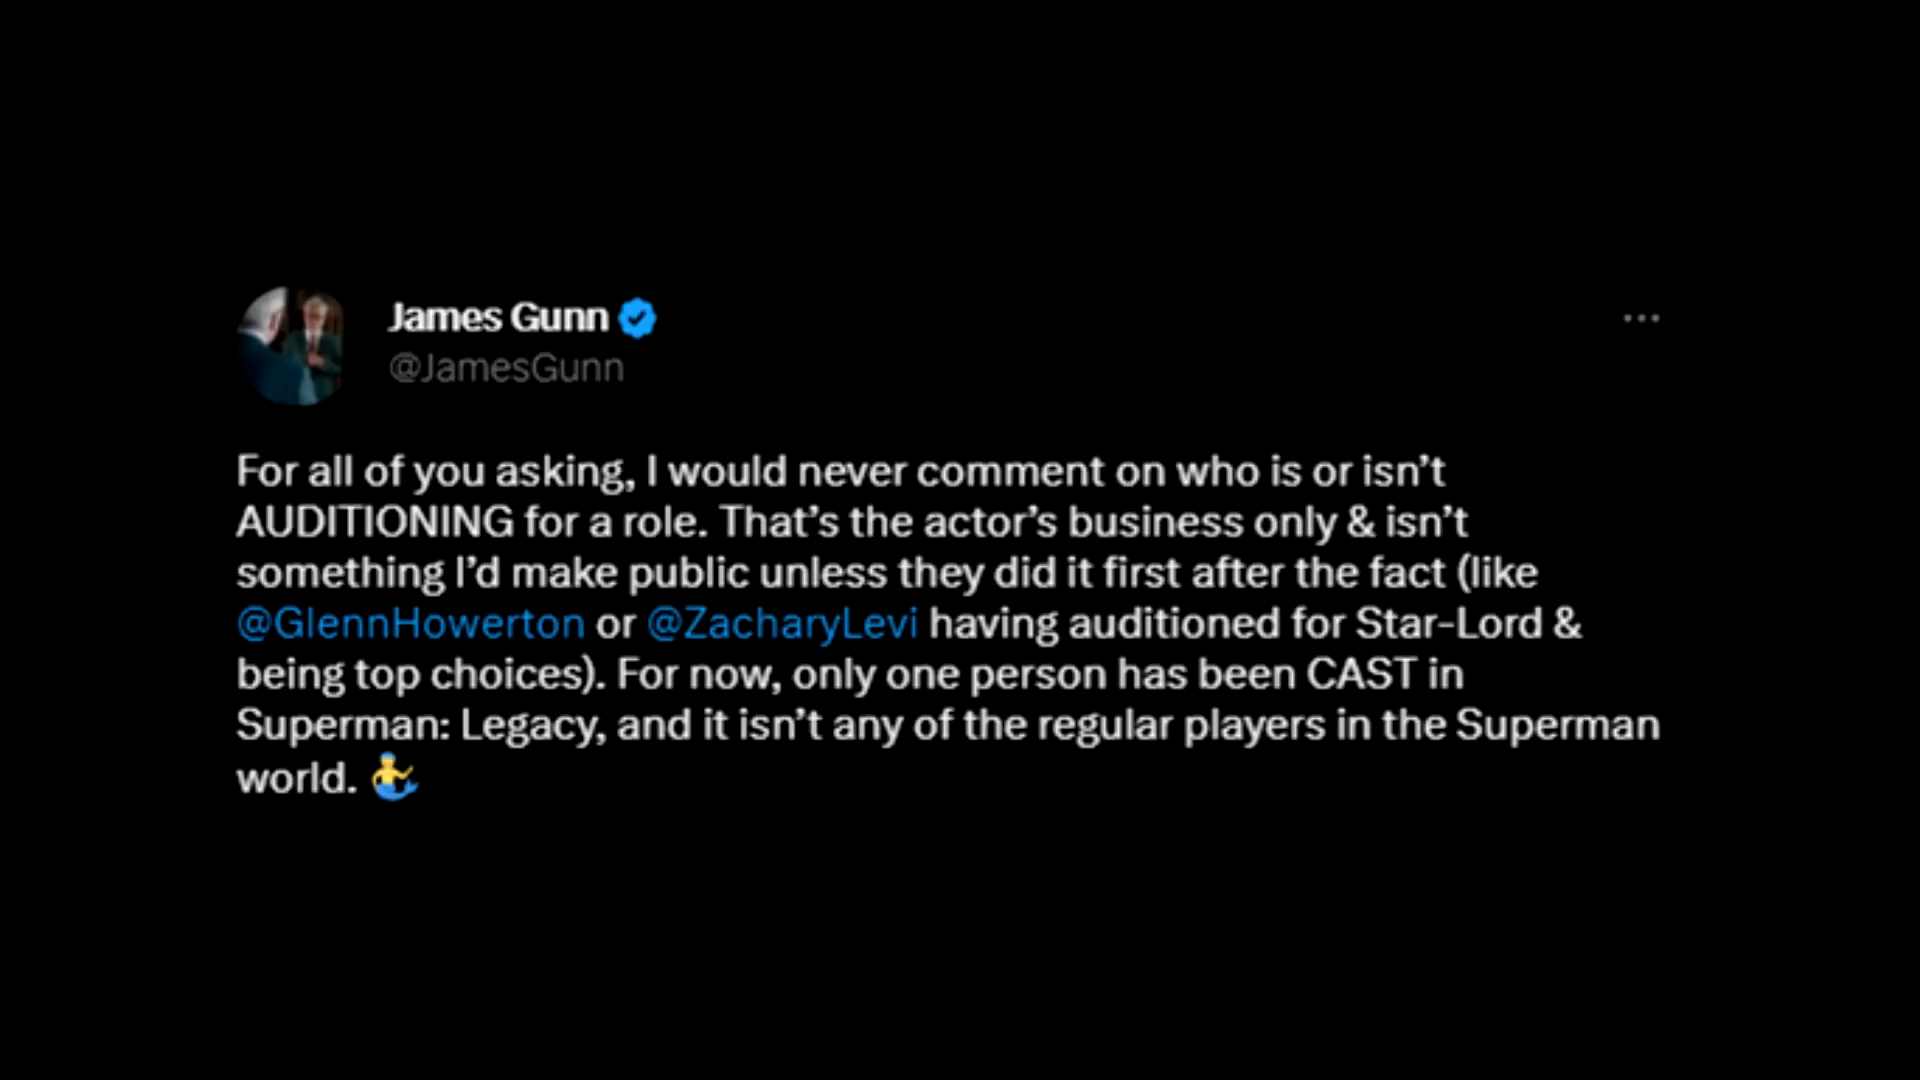 James Gunn
@JamesGunn
For all of you asking, I would never comment on who is or isn’t
AUDITIONING for a role. That’s the actor’s business only & isn’t
something I’d make public unless they did it first after the fact (like
@GlennHowerton or @ZacharyLevi having auditioned for Star-Lord &
being top choices). For now, only one person has been CAST in
Superman: Legacy, and it isn’t any of the regular players in the Superman
world. 🧜‍♂️